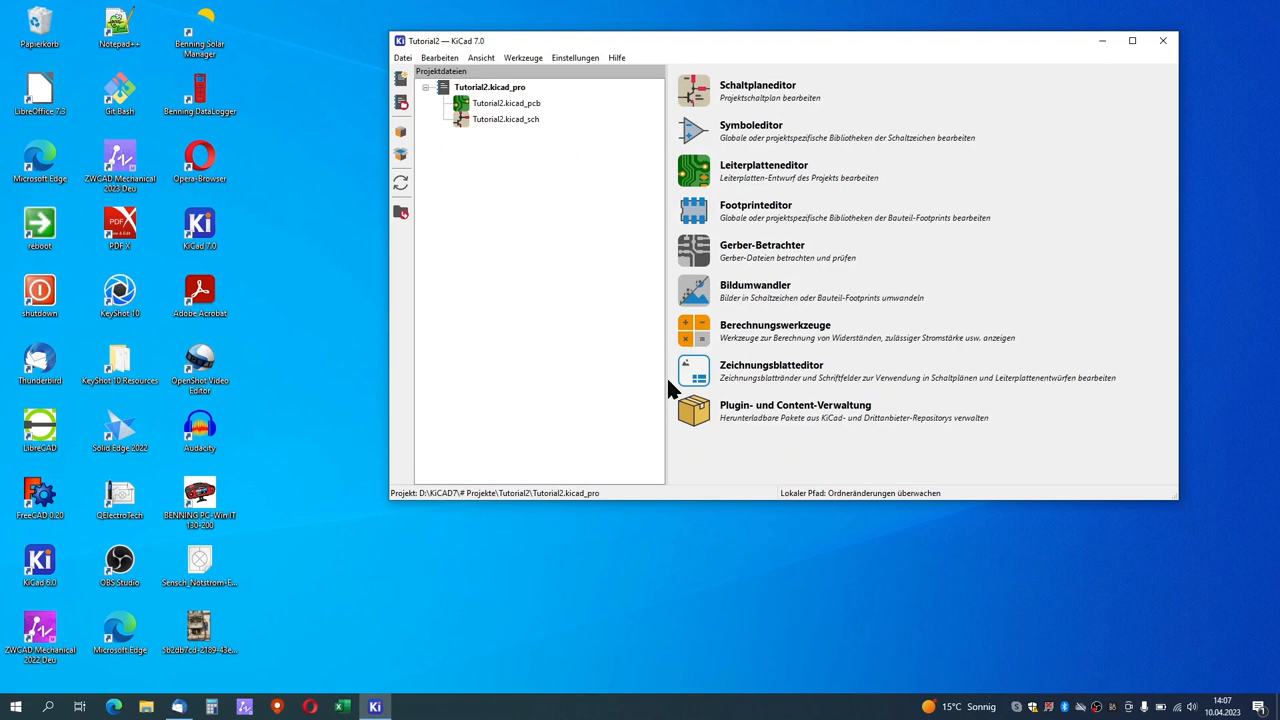 Papierkorb
Notepad++
Benning Solar
Manager
LibreOffice 7.3
Git Bash
Benning DataLogger
Microsoft Edge
ZWCAD Mechanical
2023 Deu
Opera-Browser
reboot
PDF X
KiCad 7.0
shutdown
KeyShot 10
Adobe Acrobat
Thunderbird
KeyShot 10 Resources
OpenShot Video
Editor
LibreCAD
Solid Edge 2022
Audacity
FreeCAD 0.20
QElectroTech
BENNING PC-Win IT
130-200
KiCad 6.0
OBS Studio
Sensch_Notstrom-E...
ZWCAD Mechanical
2022 Deu
Microsoft Edge
5b2db7cd-2189-43e...
Tutorial2 — KiCad 7.0
Datei Bearbeiten Ansicht Werkzeuge Einstellungen Hilfe
Projektdateien
Tutorial2.kicad_pro
Tutorial2.kicad_pcb
Tutorial2.kicad_sch
Schaltplaneditor
Projektschaltplan bearbeiten
Symboleditor
Globale oder projektspezifische Bibliotheken der Schaltzeichen bearbeiten
Leiterplatteneditor
Leiterplatten-Entwurf des Projekts bearbeiten
Footprinteditor
Globale oder projektspezifische Bibliotheken der Bauteil-Footprints bearbeiten
Gerber-Betrachter
Gerber-Dateien betrachten und prüfen
Bildumwandler
Bilder in Schaltzeichen oder Bauteil-Footprints umwandeln
Berechnungswerkzeuge
Werkzeuge zur Berechnung von Widerständen, zulässiger Stromstärke usw. anzeigen
Zeichnungsblatteditor
Zeichnungsblattränder und Schriftfelder zur Verwendung in Schaltplänen und Leiterplattenentwürfen bearbeiten
Plugin- und Content-Verwaltung
Herunterladbare Pakete aus KiCad- und Drittanbieter-Repositorys verwalten
Projekt: D:\KiCAD7\# Projekte\Tutorial2\Tutorial2.kicad_pro
Lokaler Pfad: Ordneränderungen überwachen
15°C Sonnig
14:07
10.04.2023